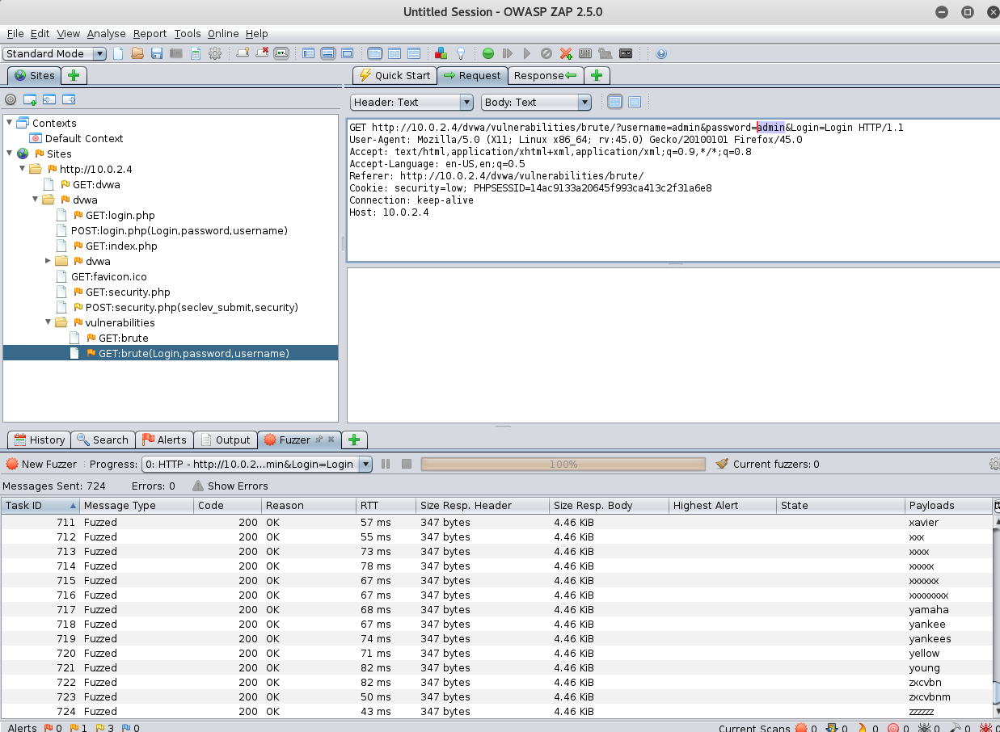 Untitled Session - OWASP ZAP 2.5.0
File Edit View Analyse Report Tools Online Help
Standard Mode
Sites
Quick Start Request Response
Header: Text Body: Text
Contexts
Default Context
Sites
http://10.0.2.4
GET:dvwa
dvwa
GET:login.php
POST:login.php(Login,password,username)
GET:index.php
dvwa
GET:favicon.ico
GET:security.php
POST:security.php(seclev_submit,security)
vulnerabilities
GET:brute
GET:brute(Login,password,username)
GET http://10.0.2.4/dvwa/vulnerabilities/brute/?username=admin&password=admin&Login=Login HTTP/1.1
User-Agent: Mozilla/5.0 (X11; Linux x86_64; rv:45.0) Gecko/20100101 Firefox/45.0
Accept: text/html,application/xhtml+xml,application/xml;q=0.9,*/*;q=0.8
Accept-Language: en-US,en;q=0.5
Referer: http://10.0.2.4/dvwa/vulnerabilities/brute/
Cookie: security=low; PHPSESSID=14ac9133a20645f993ca413c2f31a6e8
Connection: keep-alive
Host: 10.0.2.4
History Search Alerts Output Fuzzer
New Fuzzer Progress: 0: HTTP - http://10.0.2...min&Login=Login 100% Current fuzzers: 0
Messages Sent: 724 Errors: 0 Show Errors
Task ID Message Type Code Reason RTT Size Resp. Header Size Resp. Body Highest Alert State Payloads
711 Fuzzed 200 OK 57 ms 347 bytes 4.46 KiB xavier
712 Fuzzed 200 OK 55 ms 347 bytes 4.46 KiB xxx
713 Fuzzed 200 OK 73 ms 347 bytes 4.46 KiB xxxx
714 Fuzzed 200 OK 78 ms 347 bytes 4.46 KiB xxxxx
715 Fuzzed 200 OK 67 ms 347 bytes 4.46 KiB xxxxxx
716 Fuzzed 200 OK 67 ms 347 bytes 4.46 KiB xxxxxxxx
717 Fuzzed 200 OK 68 ms 347 bytes 4.46 KiB yamaha
718 Fuzzed 200 OK 67 ms 347 bytes 4.46 KiB yankee
719 Fuzzed 200 OK 74 ms 347 bytes 4.46 KiB yankees
720 Fuzzed 200 OK 71 ms 347 bytes 4.46 KiB yellow
721 Fuzzed 200 OK 82 ms 347 bytes 4.46 KiB young
722 Fuzzed 200 OK 82 ms 347 bytes 4.46 KiB zxcvbn
723 Fuzzed 200 OK 50 ms 347 bytes 4.46 KiB zxcvbnm
724 Fuzzed 200 OK 43 ms 347 bytes 4.46 KiB zzzzzz
Alerts 0 1 3 0 Current Scans 0 0 0 0 0 0 0